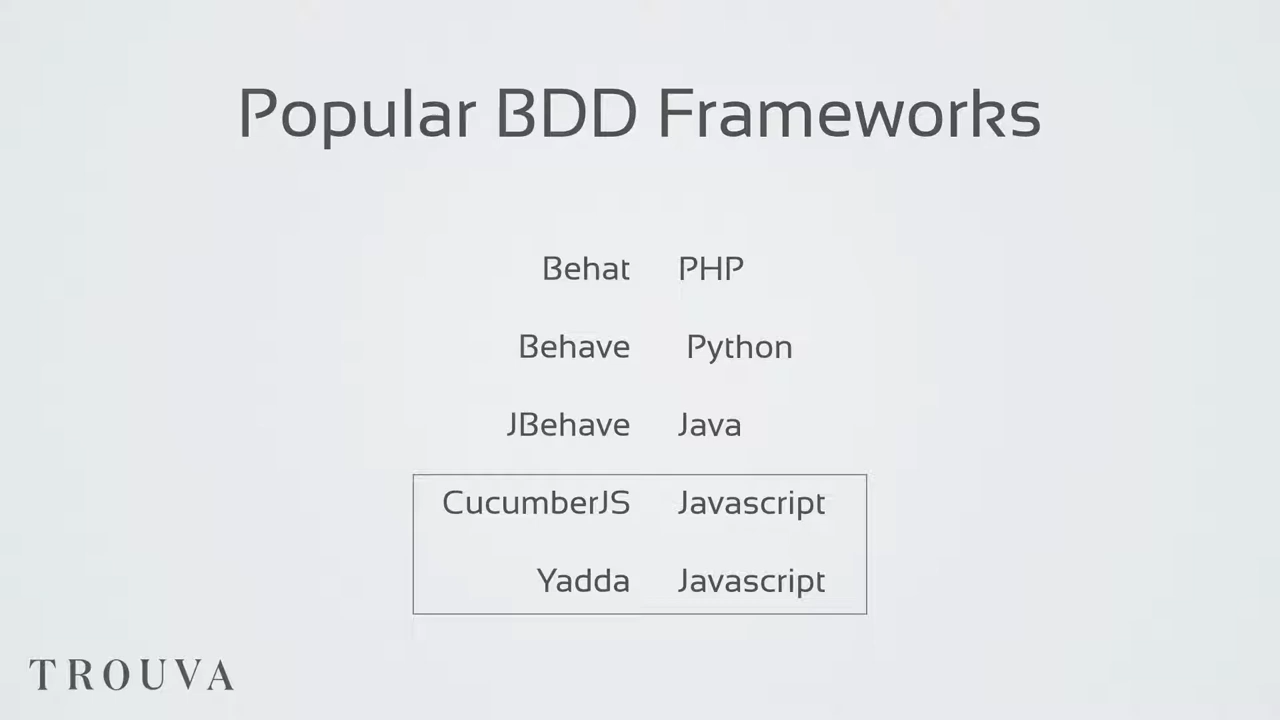 Popular BDD Frameworks
Behat PHP
Behave Python
JBehave Java
CucumberJS Javascript
Yadda Javascript
TROUVA